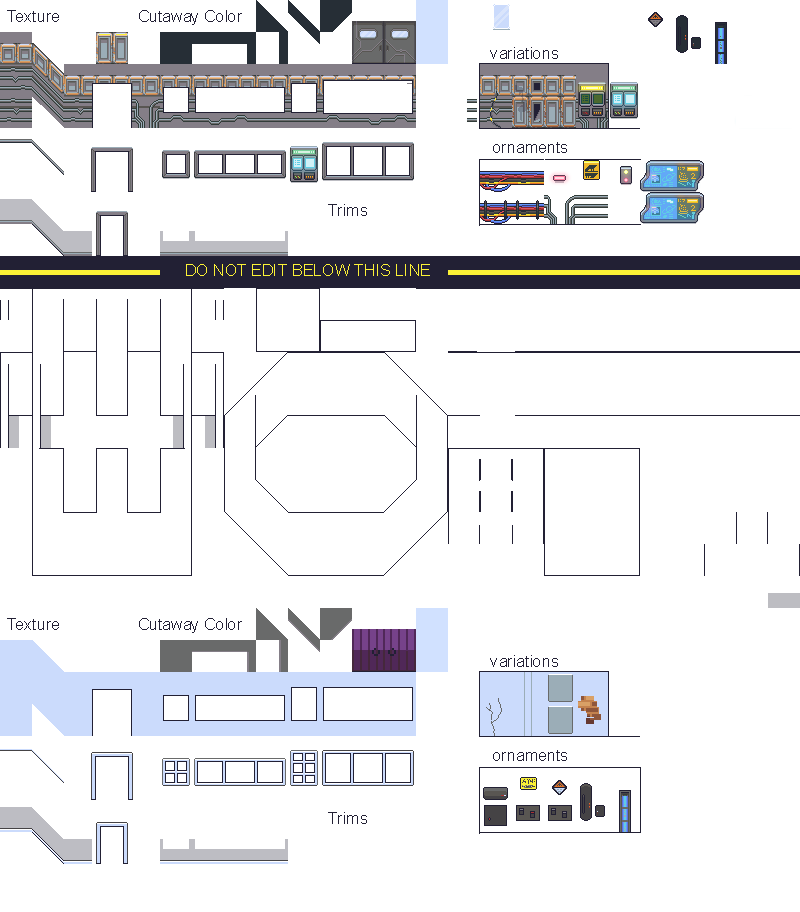 Texture
Cutaway Color
variations
ornaments
Trims
DO NOT EDIT BELOW THIS LINE
Texture
Cutaway Color
variations
ornaments
Trims